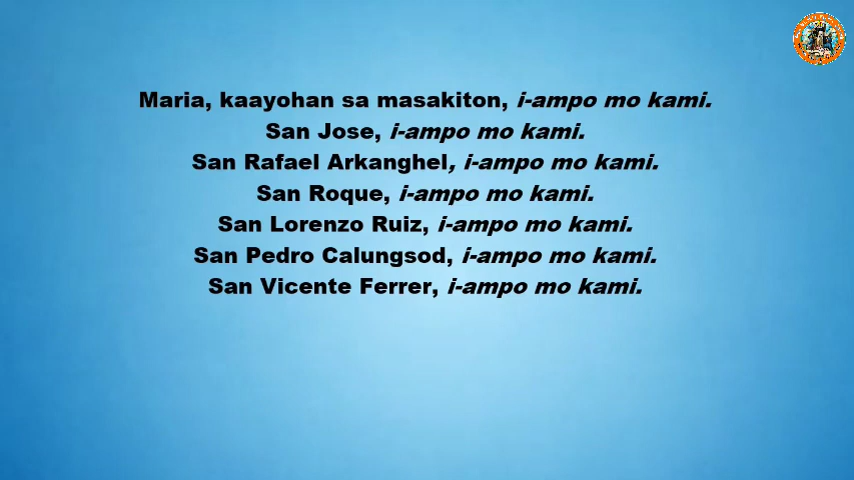 Maria, kaayohan sa masakiton, i-ampo mo kami.
San Jose, i-ampo mo kami.
San Rafael Arkanghel, i-ampo mo kami.
San Roque, i-ampo mo kami.
San Lorenzo Ruiz, i-ampo mo kami.
San Pedro Calungsod, i-ampo mo kami.
San Vicente Ferrer, i-ampo mo kami.